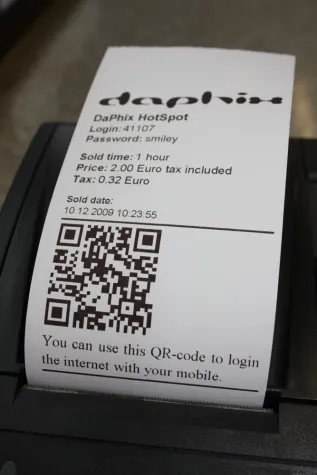 daphix
DaPhix HotSpot
Login: 41107
Password: smiley
Sold time: 1 hour
Price: 2.00 Euro tax included
Tax: 0.32 Euro
Sold date:
10.12.2009 10:23:55
You can use this QR-code to login
the internet with your mobile.